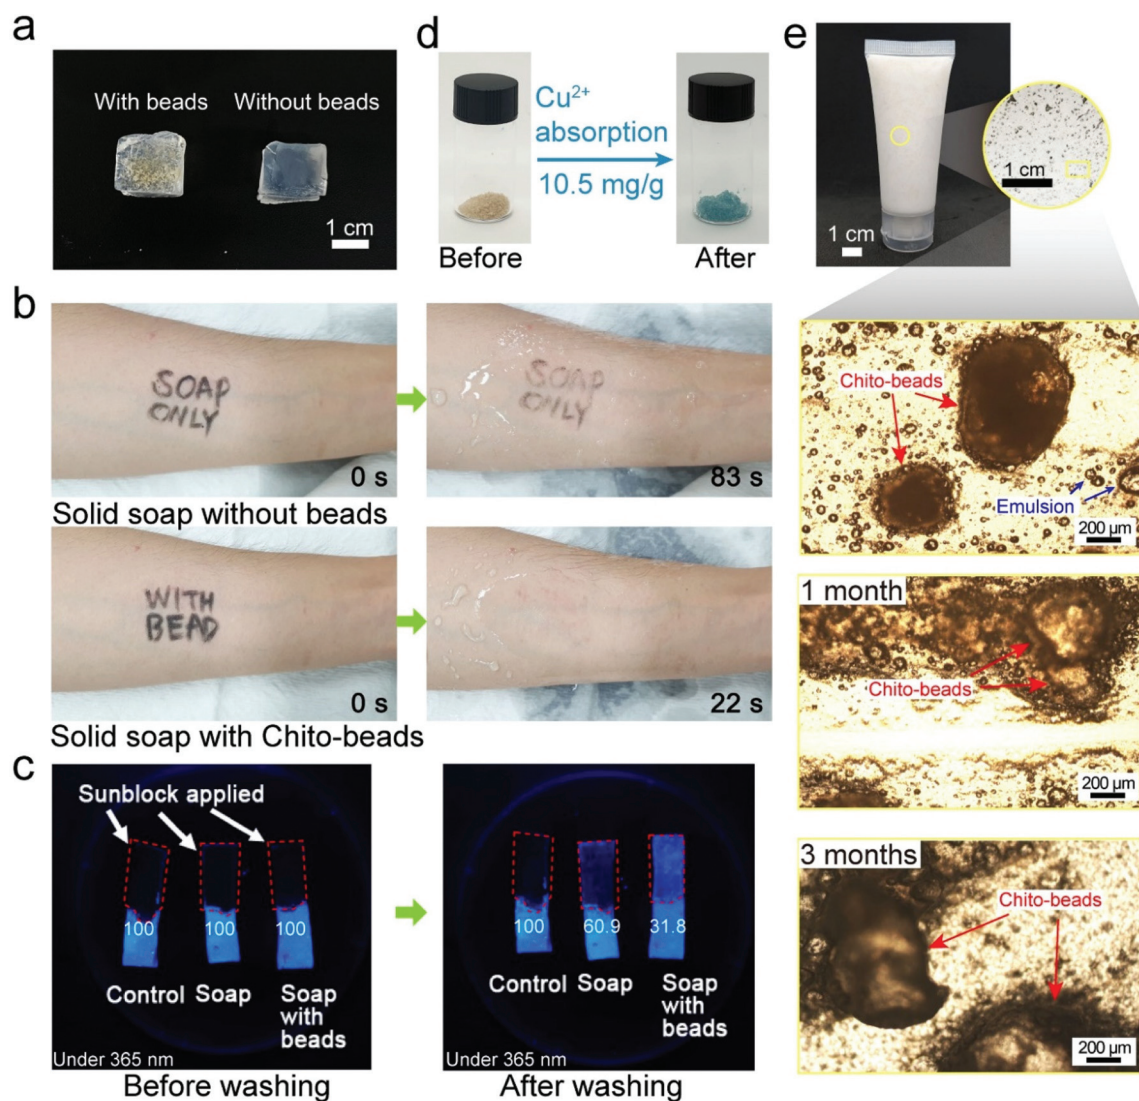 a
With beads
Without beads
1 cm
b
SOAP
ONLY
0 s
SOAP
ONLY
83 s
Solid soap without beads
WITH
BEAD
0 s
22 s
Solid soap with Chito-beads
c
Sunblock applied
100
100
100
Control
Soap
Soap
with
beads
Under 365 nm
Before washing
100
60.9
31.8
Control
Soap
Soap
with
beads
Under 365 nm
After washing
d
Cu²⁺
absorption
10.5 mg/g
Before
After
e
1 cm
1 cm
Chito-beads
Emulsion
200 µm
1 month
Chito-beads
200 µm
3 months
Chito-beads
200 µm